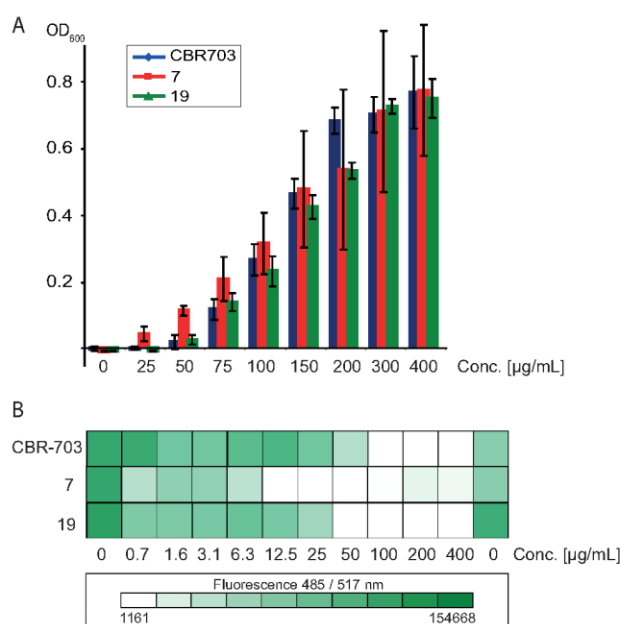 A
OD600
CBR703
7
19
0.8
0.6
0.4
0.2
0 25 50 75 100 150 200 300 400 Conc. [µg/mL]
B
CBR-703
7
19
0 0.7 1.6 3.1 6.3 12.5 25 50 100 200 400 0 Conc. [µg/mL]
Fluorescence 485 / 517 nm
1161 154668